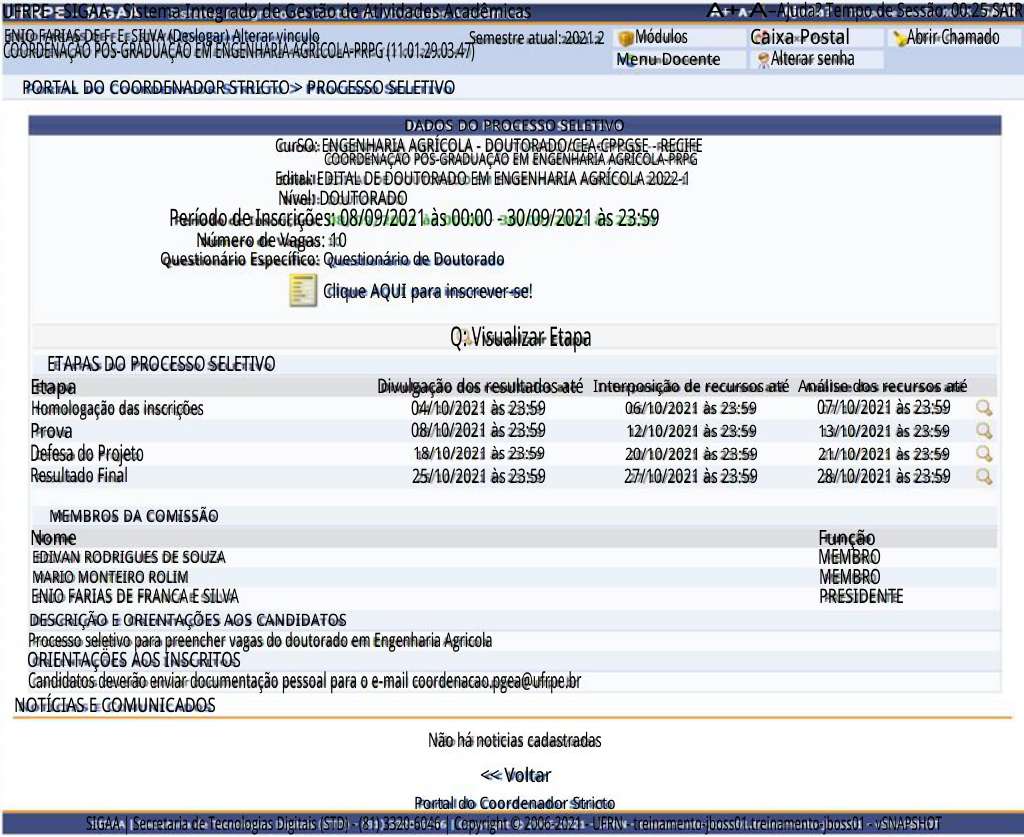 UFRPE - SIGAA - Sistema Integrado de Gestão de Atividades Acadêmicas A+ A- Ajuda? Tempo de Sessão: 00:25 SAIR
ENIO FARIAS DE F. E. SILVA (Deslogar) Alterar vinculo Semestre atual: 2021.2 Módulos Caixa Postal Abrir Chamado
COORDENAÇÃO PÓS-GRADUAÇÃO EM ENGENHARIA AGRÍCOLA-PRPG (11.01.29.03.47) Menu Docente Alterar senha
PORTAL DO COORDENADOR STRICTO > PROCESSO SELETIVO
DADOS DO PROCESSO SELETIVO
Curso: ENGENHARIA AGRÍCOLA - DOUTORADO/CEA-CPPGSE - RECIFE
COORDENAÇÃO PÓS-GRADUAÇÃO EM ENGENHARIA AGRÍCOLA-PRPG
Edital: EDITAL DE DOUTORADO EM ENGENHARIA AGRÍCOLA 2022-1
Nível: DOUTORADO
Período de Inscrições: 08/09/2021 às 00:00 - 30/09/2021 às 23:59
Número de Vagas: 10
Questionário Específico: Questionário de Doutorado
Clique AQUI para inscrever-se!
Q: Visualizar Etapa
ETAPAS DO PROCESSO SELETIVO
Etapa Divulgação dos resultados até Interposição de recursos até Análise dos recursos até
Homologação das inscrições 04/10/2021 às 23:59 06/10/2021 às 23:59 07/10/2021 às 23:59
Prova 08/10/2021 às 23:59 12/10/2021 às 23:59 13/10/2021 às 23:59
Defesa do Projeto 18/10/2021 às 23:59 20/10/2021 às 23:59 21/10/2021 às 23:59
Resultado Final 25/10/2021 às 23:59 27/10/2021 às 23:59 28/10/2021 às 23:59
MEMBROS DA COMISSÃO
Nome Função
EDIVAN RODRIGUES DE SOUZA MEMBRO
MARIO MONTEIRO ROLIM MEMBRO
ENIO FARIAS DE FRANCA E SILVA PRESIDENTE
DESCRIÇÃO E ORIENTAÇÕES AOS CANDIDATOS
Processo seletivo para preencher vagas do doutorado em Engenharia Agricola
ORIENTAÇÕES AOS INSCRITOS
Candidatos deverão enviar documentação pessoal para o e-mail coordenacao.pgea@ufrpe.br
NOTÍCIAS E COMUNICADOS
Não há noticias cadastradas
<< Voltar
Portal do Coordenador Stricto
SIGAA | Secretaria de Tecnologias Digitais (STD) - (81) 3320-6046 | Copyright © 2006-2021 - UFRN - treinamento-jboss01.treinamento-jboss01 - vSNAPSHOT